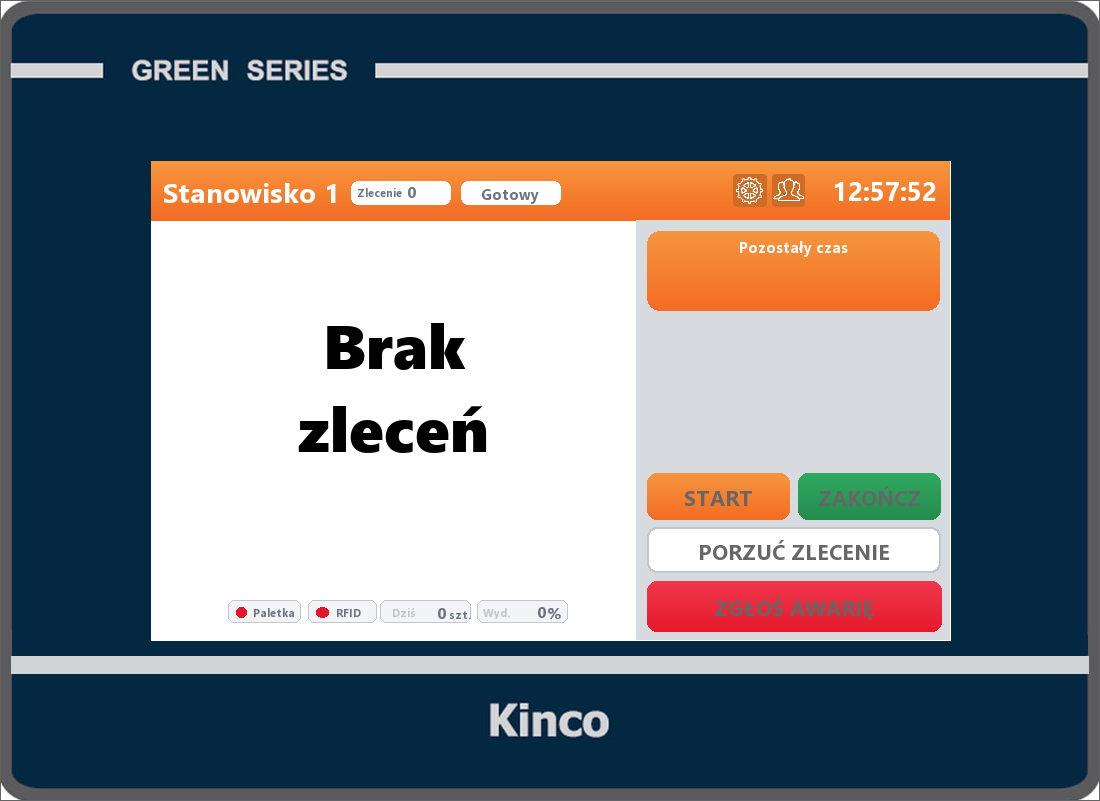 GREEN SERIES
Stanowisko 1 Zlecenie 0 Gotowy 12:57:52
Pozostały czas
Brak
zleceń
START ZAKOŃCZ
PORZUĆ ZLECENIE
ZGŁOŚ AWARIĘ
Paletka RFID Dziś 0 szt. Wyd. 0%
Kinco